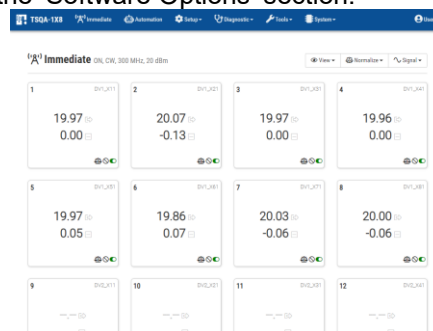 the 'Software Options' section.
TSQA-1X8 Immediate Automation Setup Diagnostic Tools System Use
Immediate ON, CW, 300 MHz, 20 dBm View Normalize Signal
1 DV1_X11 2 DV1_X21 3 DV1_X31 4 DV1_X41
19.97 20.07 19.97 19.96
0.00 -0.13 0.00 0.00
5 DV1_X51 6 DV1_X61 7 DV1_X71 8 DV1_X81
19.97 19.86 20.03 20.00
0.05 0.07 -0.06 -0.06
9 DV2_X11 10 DV2_X21 11 DV2_X31 12 DV2_X41
--.-- --.-- --.-- --.--